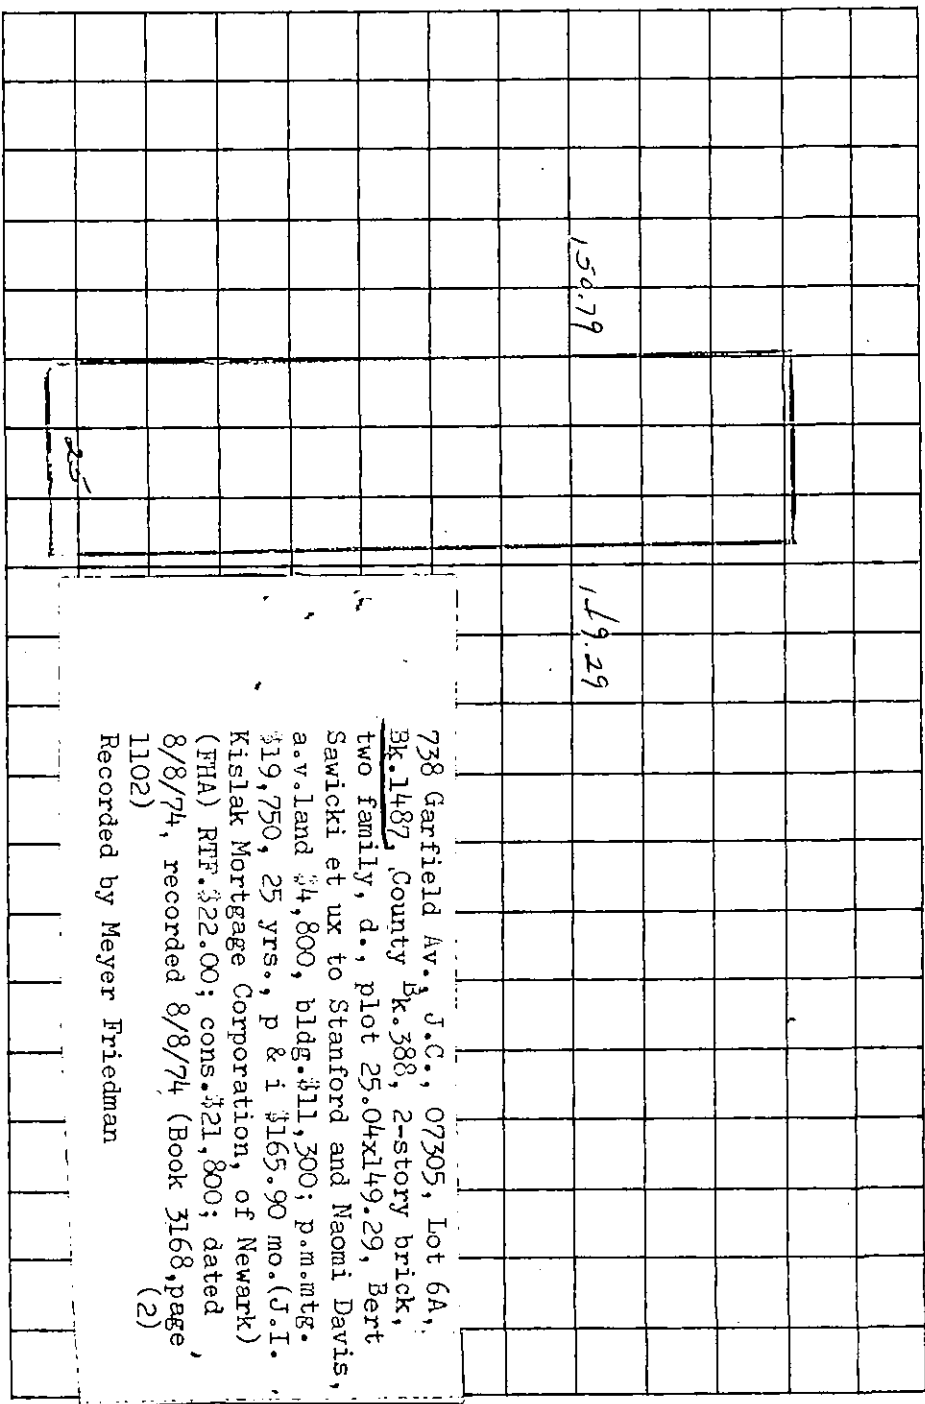 150.79
25
149.29
738 Garfield Av., J.C., 07305, Lot 6A,
Bk.1487, County Bk.388, 2-story brick,
two family, d., plot 25.04x149.29, Bert
Sawicki et ux to Stanford and Naomi Davis,
a.v.land $4,800, bldg.$11,300; p.m.mtg.
$19,750, 25 yrs., p & i $165.90 mo.(J.I.
Kislak Mortgage Corporation, of Newark)
(FHA) RTF.$22.00; cons.$21,800; dated
8/8/74, recorded 8/8/74 (Book 3168,page
1102) (2)
Recorded by Meyer Friedman